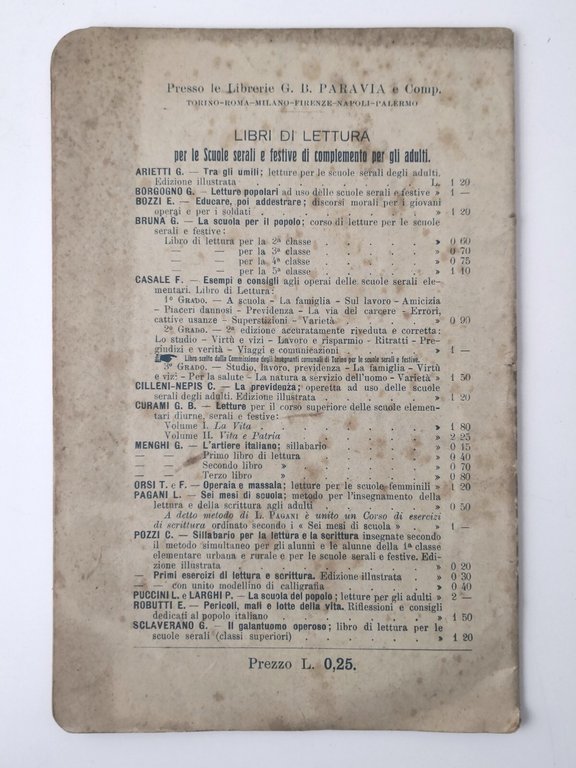 Presso le Librerie G. B. PARAVIA e Comp.
TORINO-ROMA-MILANO-FIRENZE-NAPOLI-PALERMO
LIBRI DI LETTURA
per le Scuole serali e festive di complemento per gli adulti.
ARIETTI G. — Tra gli umili; letture per le scuole serali degli adulti.
Edizione illustrata . . . . . . . L. 1 20
BORGOGNO G. — Letture popolari ad uso delle scuole serali e festive » 1 —
BOZZI E. — Educare, poi addestrare; discorsi morali per i giovani
operai e per i soldati . . . . . . . » 1 20
BRUNA G. — La scuola per il popolo; corso di letture per le scuole
serali e festive:
Libro di lettura per la 2ª classe . . . . . » 0 60
— — per la 3ª classe . . . . . » 0 70
— — per la 4ª classe . . . . . » 0 75
— — per la 5ª classe . . . . . » 1 10
CASALE F. — Esempi e consigli agli operai delle scuole serali ele-
mentari. Libro di Lettura:
1º GRADO. — A scuola - La famiglia - Sul lavoro - Amicizia
- Piaceri dannosi - Previdenza - La via del carcere - Errori,
cattive usanze - Superstizioni - Varietà . . . . » 0 90
2º GRADO. — 2ª edizione accuratamente riveduta e corretta:
Lo studio - Virtù e vizi - Lavoro e risparmio - Ritratti - Pre-
giudizi e verità - Viaggi e comunicazioni . . . . » 1 —
Libro scelto dalla Commissione degli Insegnanti comunali di Torino per le scuole serali e festive.
3º GRADO. — Studio, lavoro, previdenza - La famiglia - Virtù
e vizi - Per la salute - La natura a servizio dell'uomo - Varietà » 1 50
CILLENI-NEPIS C. — La previdenza; operetta ad uso delle scuole
serali degli adulti. Edizione illustrata . . . . . » 1 20
CURAMI G. B. — Letture per il corso superiore delle scuole elemen-
tari diurne, serali e festive:
Volume I. La Vita . . . . . . . » 1 80
Volume II. Vita e Patria . . . . . . . » 2 25
MENGHI G. — L'artiere italiano; sillabario . . . . » 0 15
— — Primo libro di lettura . . . . » 0 40
— — Secondo libro » . . . . » 0 70
— — Terzo libro » . . . . » 0 80
ORSI T. e F. — Operaia e massaia; letture per le scuole femminili » 1 20
PAGANI L. — Sei mesi di scuola; metodo per l'insegnamento della
lettura e della scrittura agli adulti . . . . . » 0 50
A detto metodo di L. PAGANI è unito un Corso di esercizi
di scrittura ordinato secondo i « Sei mesi di scuola » . » 1 —
POZZI C. — Sillabario per la lettura e la scrittura insegnate secondo
il metodo simultaneo per gli alunni e le alunne della 1ª classe
elementare urbana e rurale e per le scuole serali e festive. Edi-
zione illustrata . . . . . . . » 0 20
— Primi esercizi di lettura e scrittura. Edizione illustrata . » 0 30
— — con unito modellino di calligrafia . . . » 0 40
PUCCINI L. e LARGHI P. — La scuola del popolo; letture per gli adulti » 2 —
ROBUTTI E. — Pericoli, mali e lotte della vita. Riflessioni e consigli
dedicati al popolo italiano . . . . . . . » 1 50
SCLAVERANO G. — Il galantuomo operoso; libro di lettura per le
scuole serali (classi superiori) . . . . . » 1 20
Prezzo L. 0,25.